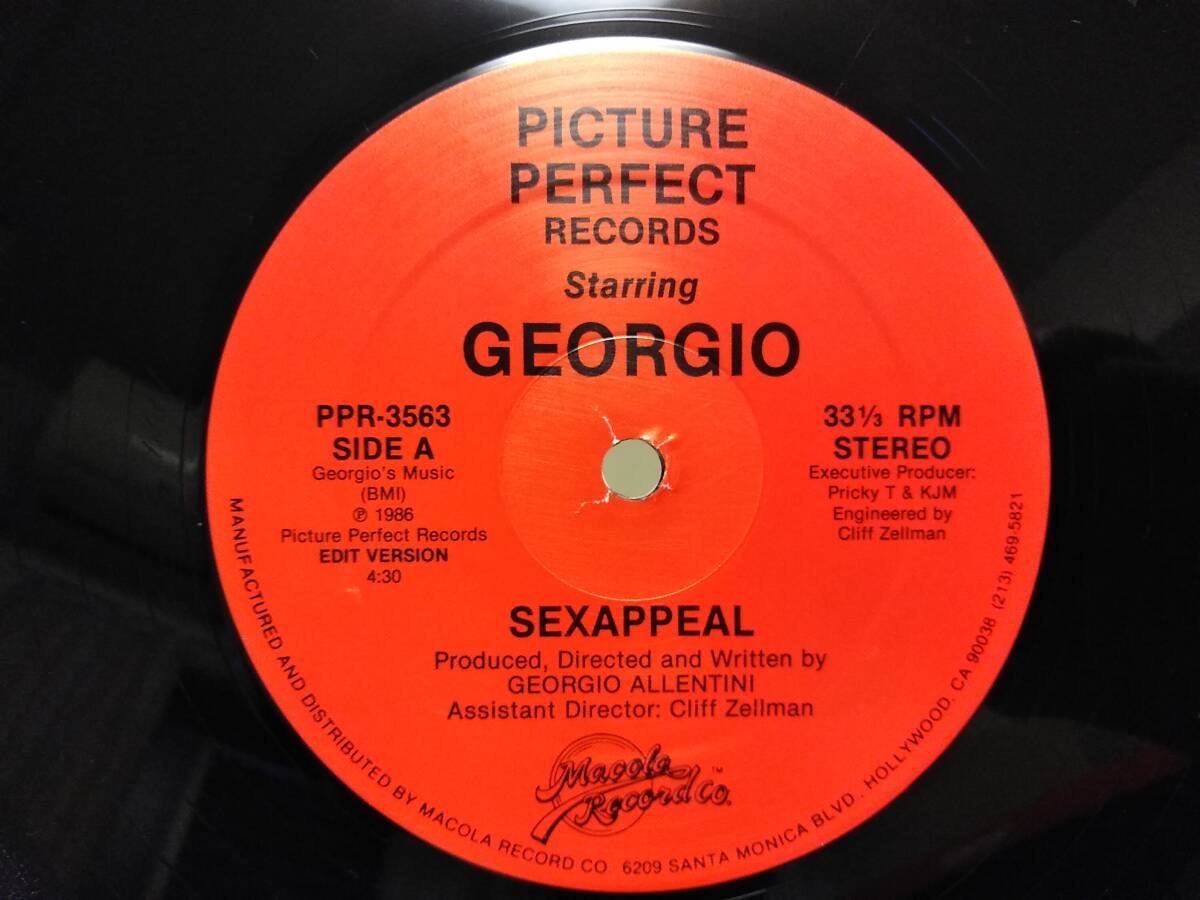 PICTURE
PERFECT
RECORDS
Starring
GEORGIO
PPR-3563
SIDE A
Georgio's Music
(BMI)
℗ 1986
Picture Perfect Records
EDIT VERSION
4:30
33⅓ RPM
STEREO
Executive Producer:
Pricky T & KJM
Engineered by
Cliff Zellman
SEXAPPEAL
Produced, Directed and Written by
GEORGIO ALLENTINI
Assistant Director: Cliff Zellman
Macola
Record Co.™
MANUFACTURED AND DISTRIBUTED BY MACOLA RECORD CO. 6209 SANTA MONICA BLVD., HOLLYWOOD, CA 90038 (213) 469-5821